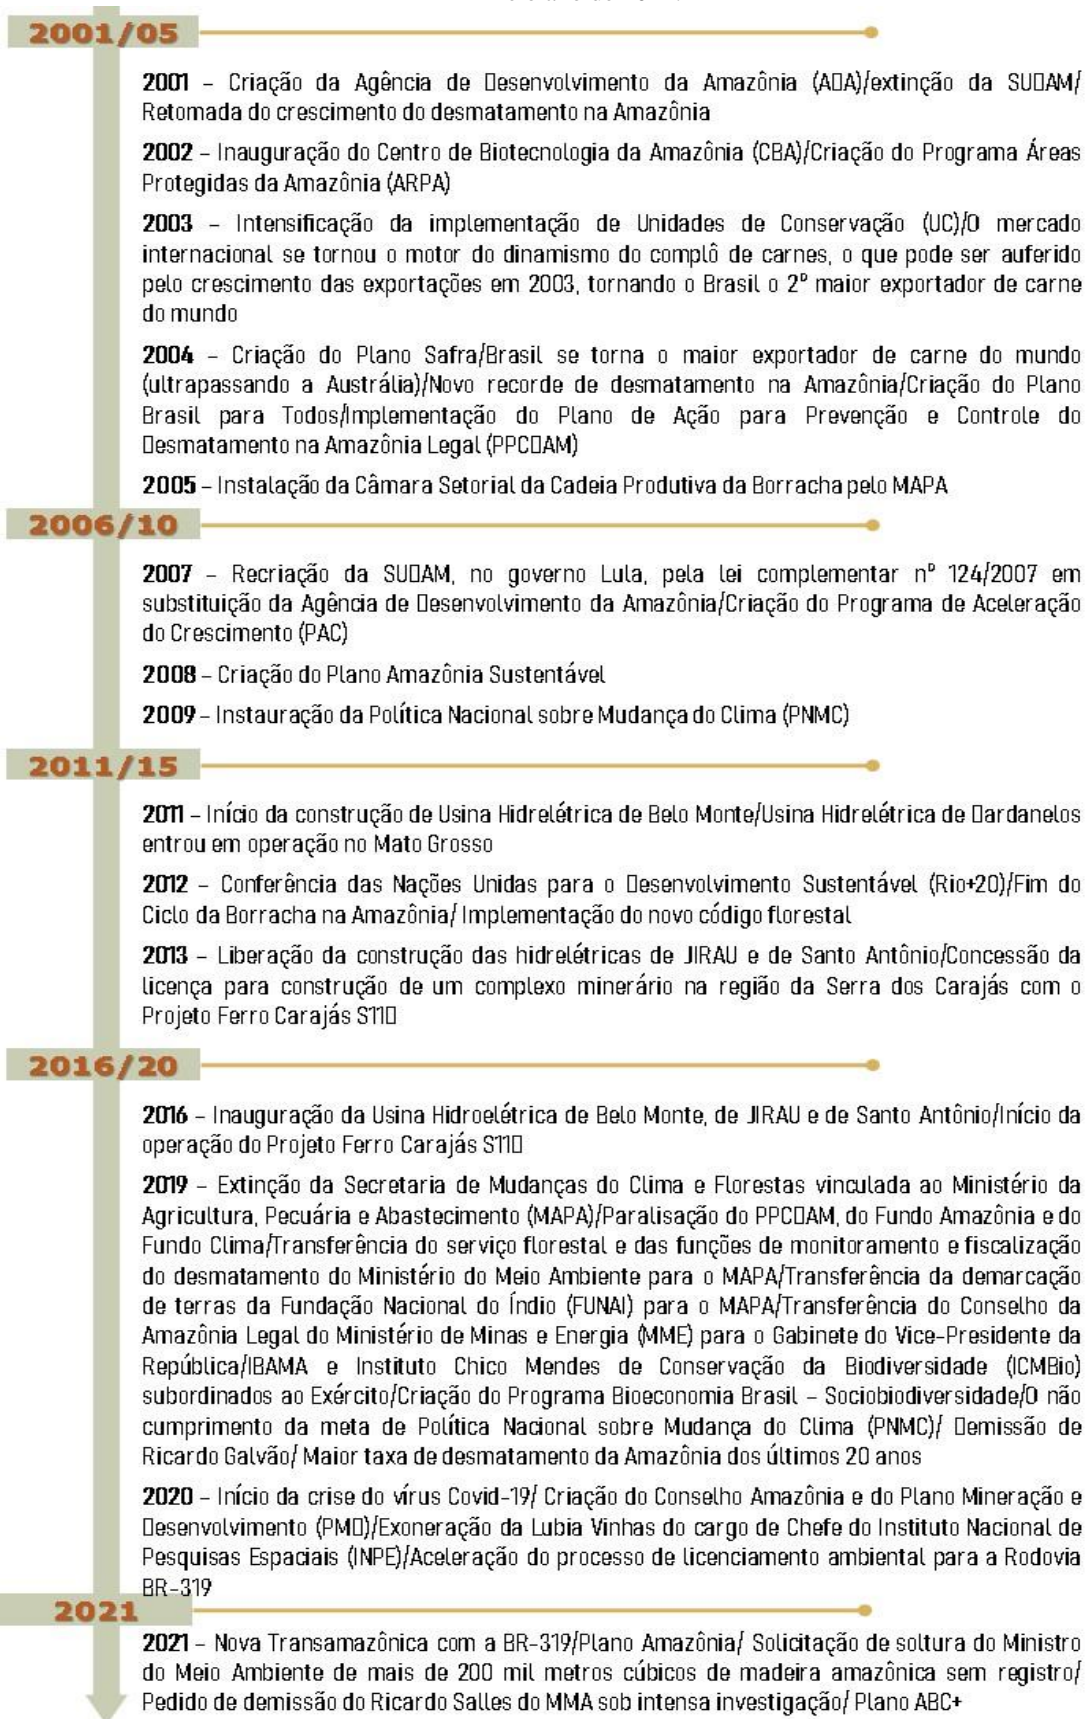 2001/05
2001 – Criação da Agência de Desenvolvimento da Amazônia (ADA)/extinção da SUDAM/
Retomada do crescimento do desmatamento na Amazônia
2002 – Inauguração do Centro de Biotecnologia da Amazônia (CBA)/Criação do Programa Áreas
Protegidas da Amazônia (ARPA)
2003 – Intensificação da implementação de Unidades de Conservação (UC)/O mercado
internacional se tornou o motor do dinamismo do complô de carnes, o que pode ser auferido
pelo crescimento das exportações em 2003, tornando o Brasil o 2º maior exportador de carne
do mundo
2004 – Criação do Plano Safra/Brasil se torna o maior exportador de carne do mundo
(ultrapassando a Austrália)/Novo recorde de desmatamento na Amazônia/Criação do Plano
Brasil para Todos/Implementação do Plano de Ação para Prevenção e Controle do
Desmatamento na Amazônia Legal (PPCDAM)
2005 – Instalação da Câmara Setorial da Cadeia Produtiva da Borracha pelo MAPA
2006/10
2007 – Recriação da SUDAM, no governo Lula, pela lei complementar nº 124/2007 em
substituição da Agência de Desenvolvimento da Amazônia/Criação do Programa de Aceleração
do Crescimento (PAC)
2008 – Criação do Plano Amazônia Sustentável
2009 – Instauração da Política Nacional sobre Mudança do Clima (PNMC)
2011/15
2011 – Início da construção de Usina Hidrelétrica de Belo Monte/Usina Hidrelétrica de Dardanelos
entrou em operação no Mato Grosso
2012 – Conferência das Nações Unidas para o Desenvolvimento Sustentável (Rio+20)/Fim do
Ciclo da Borracha na Amazônia/ Implementação do novo código florestal
2013 – Liberação da construção das hidrelétricas de JIRAU e de Santo Antônio/Concessão da
licença para construção de um complexo minerário na região da Serra dos Carajás com o
Projeto Ferro Carajás S11D
2016/20
2016 – Inauguração da Usina Hidroelétrica de Belo Monte, de JIRAU e de Santo Antônio/Início da
operação do Projeto Ferro Carajás S11D
2019 – Extinção da Secretaria de Mudanças do Clima e Florestas vinculada ao Ministério da
Agricultura, Pecuária e Abastecimento (MAPA)/Paralisação do PPCDAM, do Fundo Amazônia e do
Fundo Clima/Transferência do serviço florestal e das funções de monitoramento e fiscalização
do desmatamento do Ministério do Meio Ambiente para o MAPA/Transferência da demarcação
de terras da Fundação Nacional do Índio (FUNAI) para o MAPA/Transferência do Conselho da
Amazônia Legal do Ministério de Minas e Energia (MME) para o Gabinete do Vice-Presidente da
República/IBAMA e Instituto Chico Mendes de Conservação da Biodiversidade (ICMBio)
subordinados ao Exército/Criação do Programa Bioeconomia Brasil – Sociobiodiversidade/O não
cumprimento da meta de Política Nacional sobre Mudança do Clima (PNMC)/ Demissão de
Ricardo Galvão/ Maior taxa de desmatamento da Amazônia dos últimos 20 anos
2020 – Início da crise do vírus Covid-19/ Criação do Conselho Amazônia e do Plano Mineração e
Desenvolvimento (PMD)/Exoneração da Lubia Vinhas do cargo de Chefe do Instituto Nacional de
Pesquisas Espaciais (INPE)/Aceleração do processo de licenciamento ambiental para a Rodovia
BR-319
2021
2021 – Nova Transamazônica com a BR-319/Plano Amazônia/ Solicitação de soltura do Ministro
do Meio Ambiente de mais de 200 mil metros cúbicos de madeira amazônica sem registro/
Pedido de demissão do Ricardo Salles do MMA sob intensa investigação/ Plano ABC+